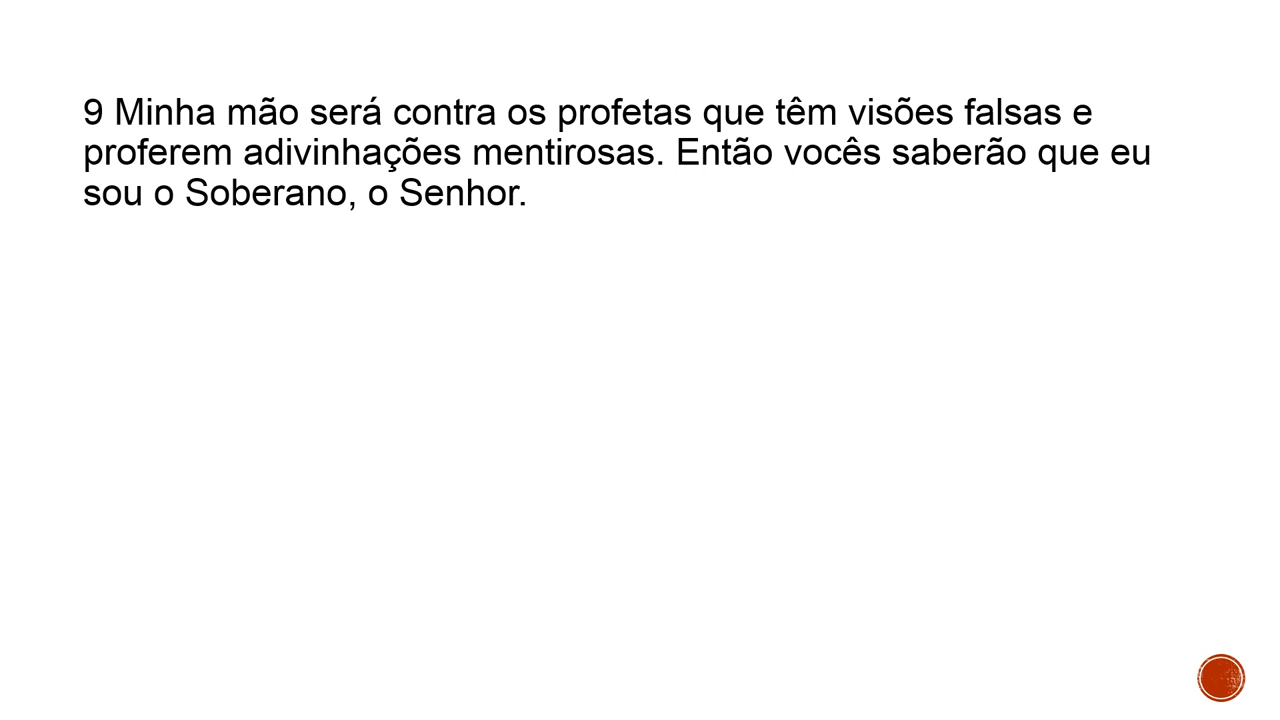 9 Minha mão será contra os profetas que têm visões falsas e
proferem adivinhações mentirosas. Então vocês saberão que eu
sou o Soberano, o Senhor.